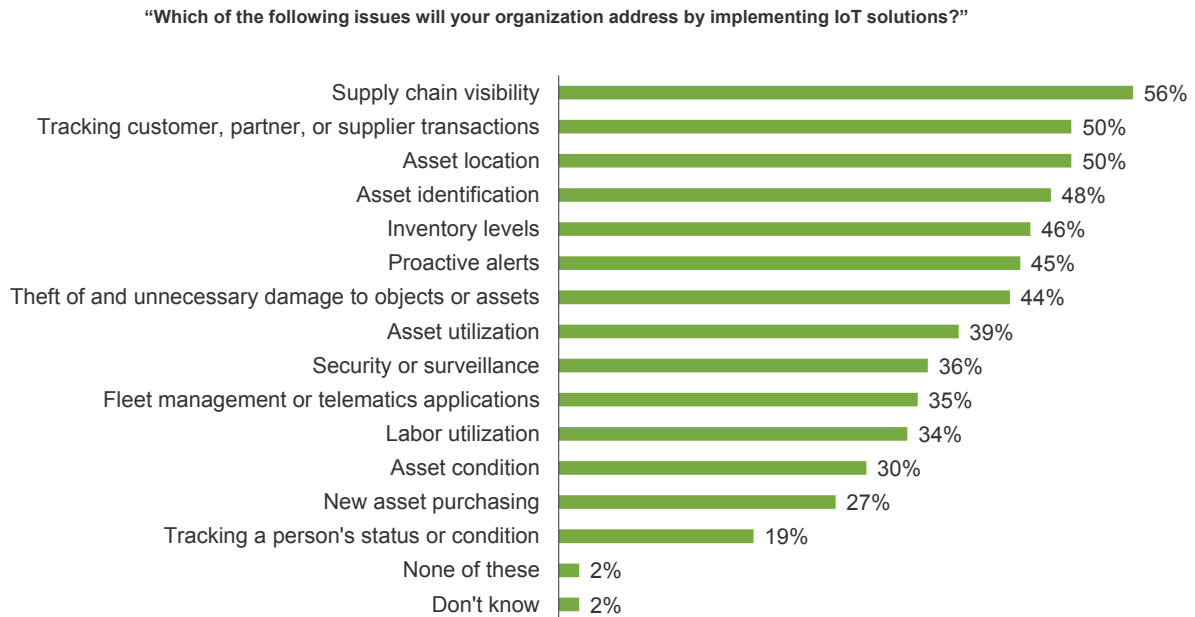 “Which of the following issues will your organization address by implementing IoT solutions?”
Supply chain visibility 56%
Tracking customer, partner, or supplier transactions 50%
Asset location 50%
Asset identification 48%
Inventory levels 46%
Proactive alerts 45%
Theft of and unnecessary damage to objects or assets 44%
Asset utilization 39%
Security or surveillance 36%
Fleet management or telematics applications 35%
Labor utilization 34%
Asset condition 30%
New asset purchasing 27%
Tracking a person's status or condition 19%
None of these 2%
Don't know 2%